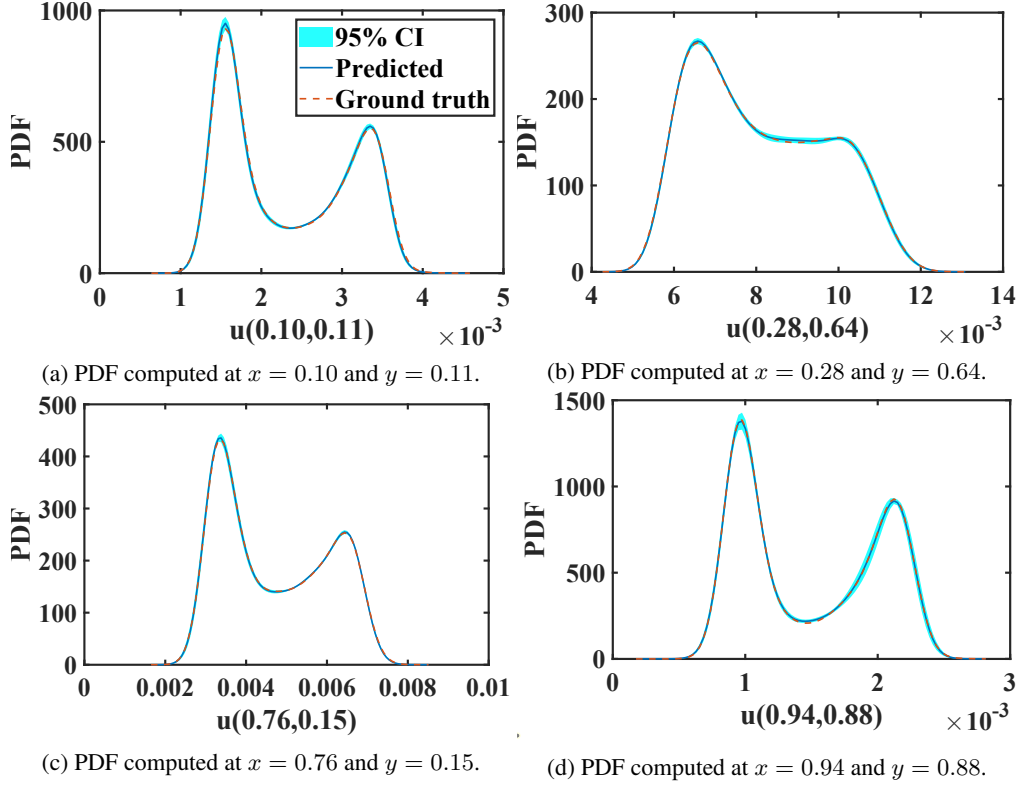 1000
500
0
PDF
95% CI
Predicted
Ground truth
0 1 2 3 4 5
u(0.10,0.11) ×10⁻³
(a) PDF computed at x = 0.10 and y = 0.11.
300
200
100
0
PDF
4 6 8 10 12 14
u(0.28,0.64) ×10⁻³
(b) PDF computed at x = 0.28 and y = 0.64.
500
400
300
200
100
0
PDF
0 0.002 0.004 0.006 0.008 0.01
u(0.76,0.15)
(c) PDF computed at x = 0.76 and y = 0.15.
1500
1000
500
0
PDF
0 1 2 3
u(0.94,0.88) ×10⁻³
(d) PDF computed at x = 0.94 and y = 0.88.